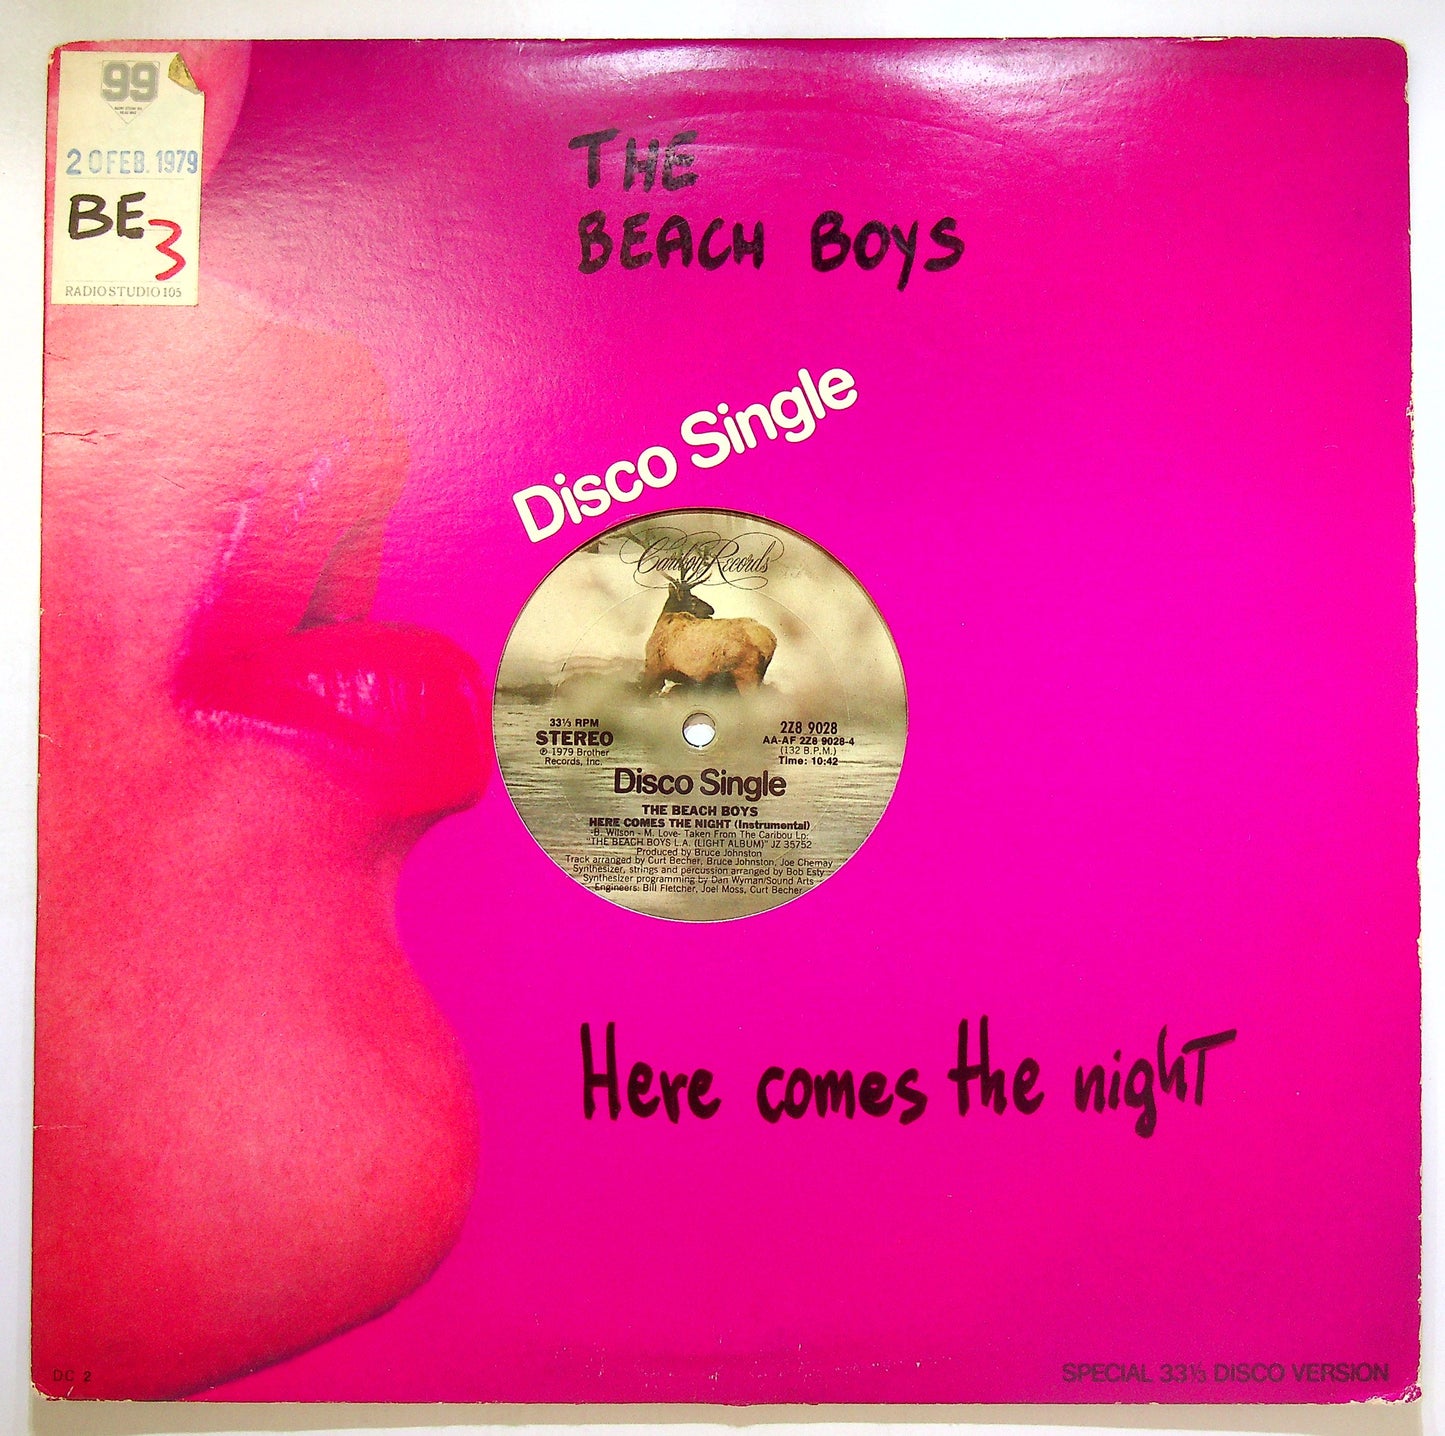 99
20 FEB. 1979
BE 3
RADIO STUDIO 105
THE
BEACH BOYS
Disco Single
Caribou Records
33⅓ RPM
STEREO
℗ 1979 Brother
Records, Inc.
2Z8 9028
AA-AF 2Z8 9028-4
(132 B.P.M.)
Time: 10:42
Disco Single
THE BEACH BOYS
HERE COMES THE NIGHT (Instrumental)
-B. Wilson - M. Love- Taken From The Caribou Lp:
"THE BEACH BOYS L.A. (LIGHT ALBUM)" JZ 35752
Produced by Bruce Johnston
Track arranged by Curt Becher, Bruce Johnston, Joe Chemay
Synthesizer, strings and percussion arranged by Bob Esty
Synthesizer programming by Dan Wyman/Sound Arts
Engineers: Bill Fletcher, Joel Moss, Curt Becher
Here comes the night
DC 2
SPECIAL 33⅓ DISCO VERSION